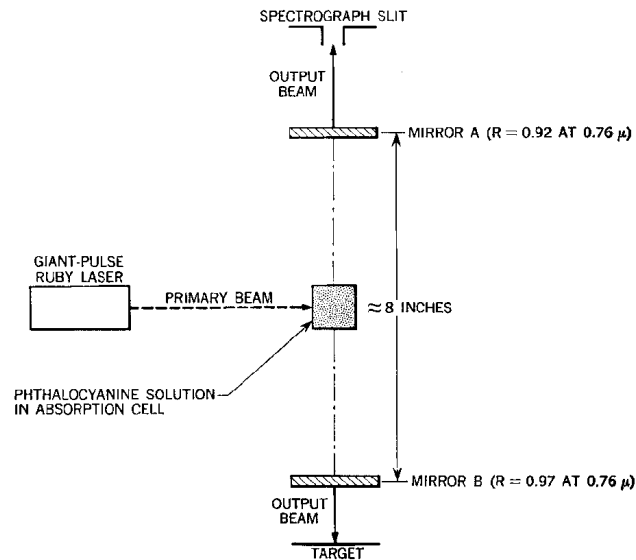 SPECTROGRAPH SLIT
OUTPUT
BEAM
MIRROR A (R = 0.92 AT 0.76 μ)
GIANT-PULSE
RUBY LASER
PRIMARY BEAM
≈ 8 INCHES
PHTHALOCYANINE SOLUTION
IN ABSORPTION CELL
MIRROR B (R = 0.97 AT 0.76 μ)
OUTPUT
BEAM
TARGET